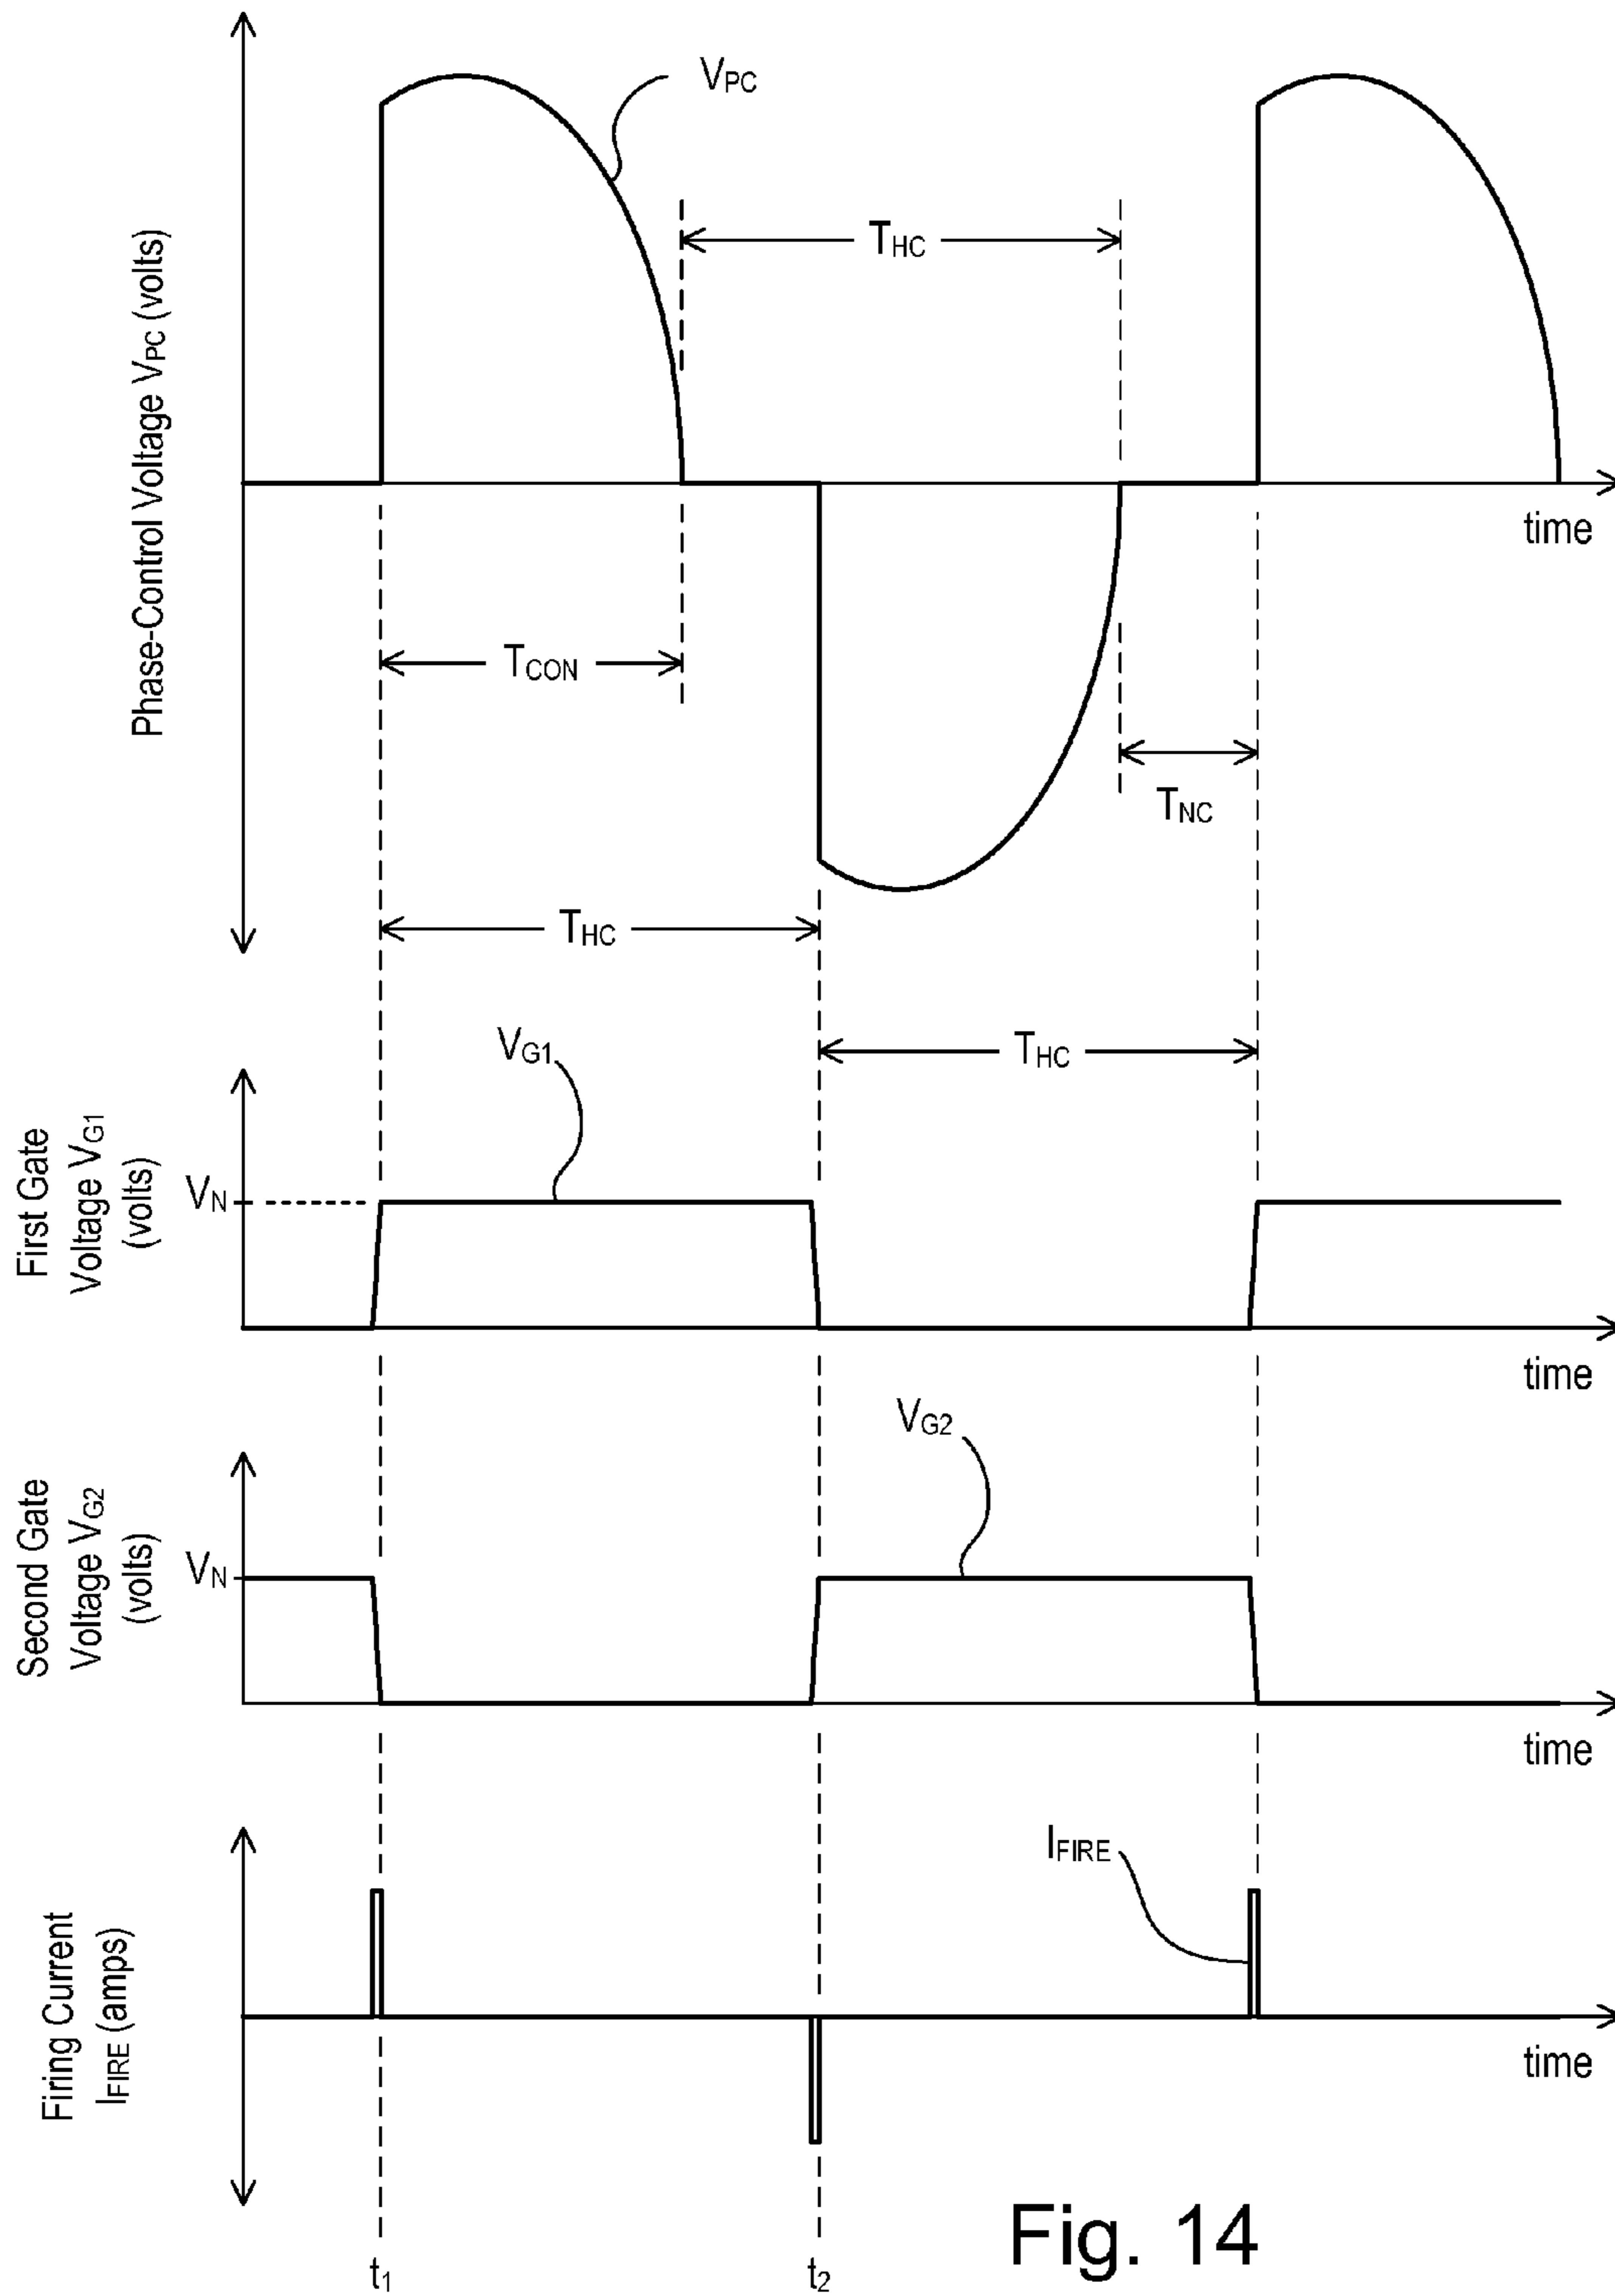 Phase-Control Voltage VPC (volts)
VPC
THC
time
TCON
TNC
THC
THC
First Gate
Voltage VG1
(volts)
VG1
VN
time
Second Gate
Voltage VG2
(volts)
VG2
VN
time
Firing Current
IFIRE (amps)
IFIRE
time
t1
t2
Fig. 14